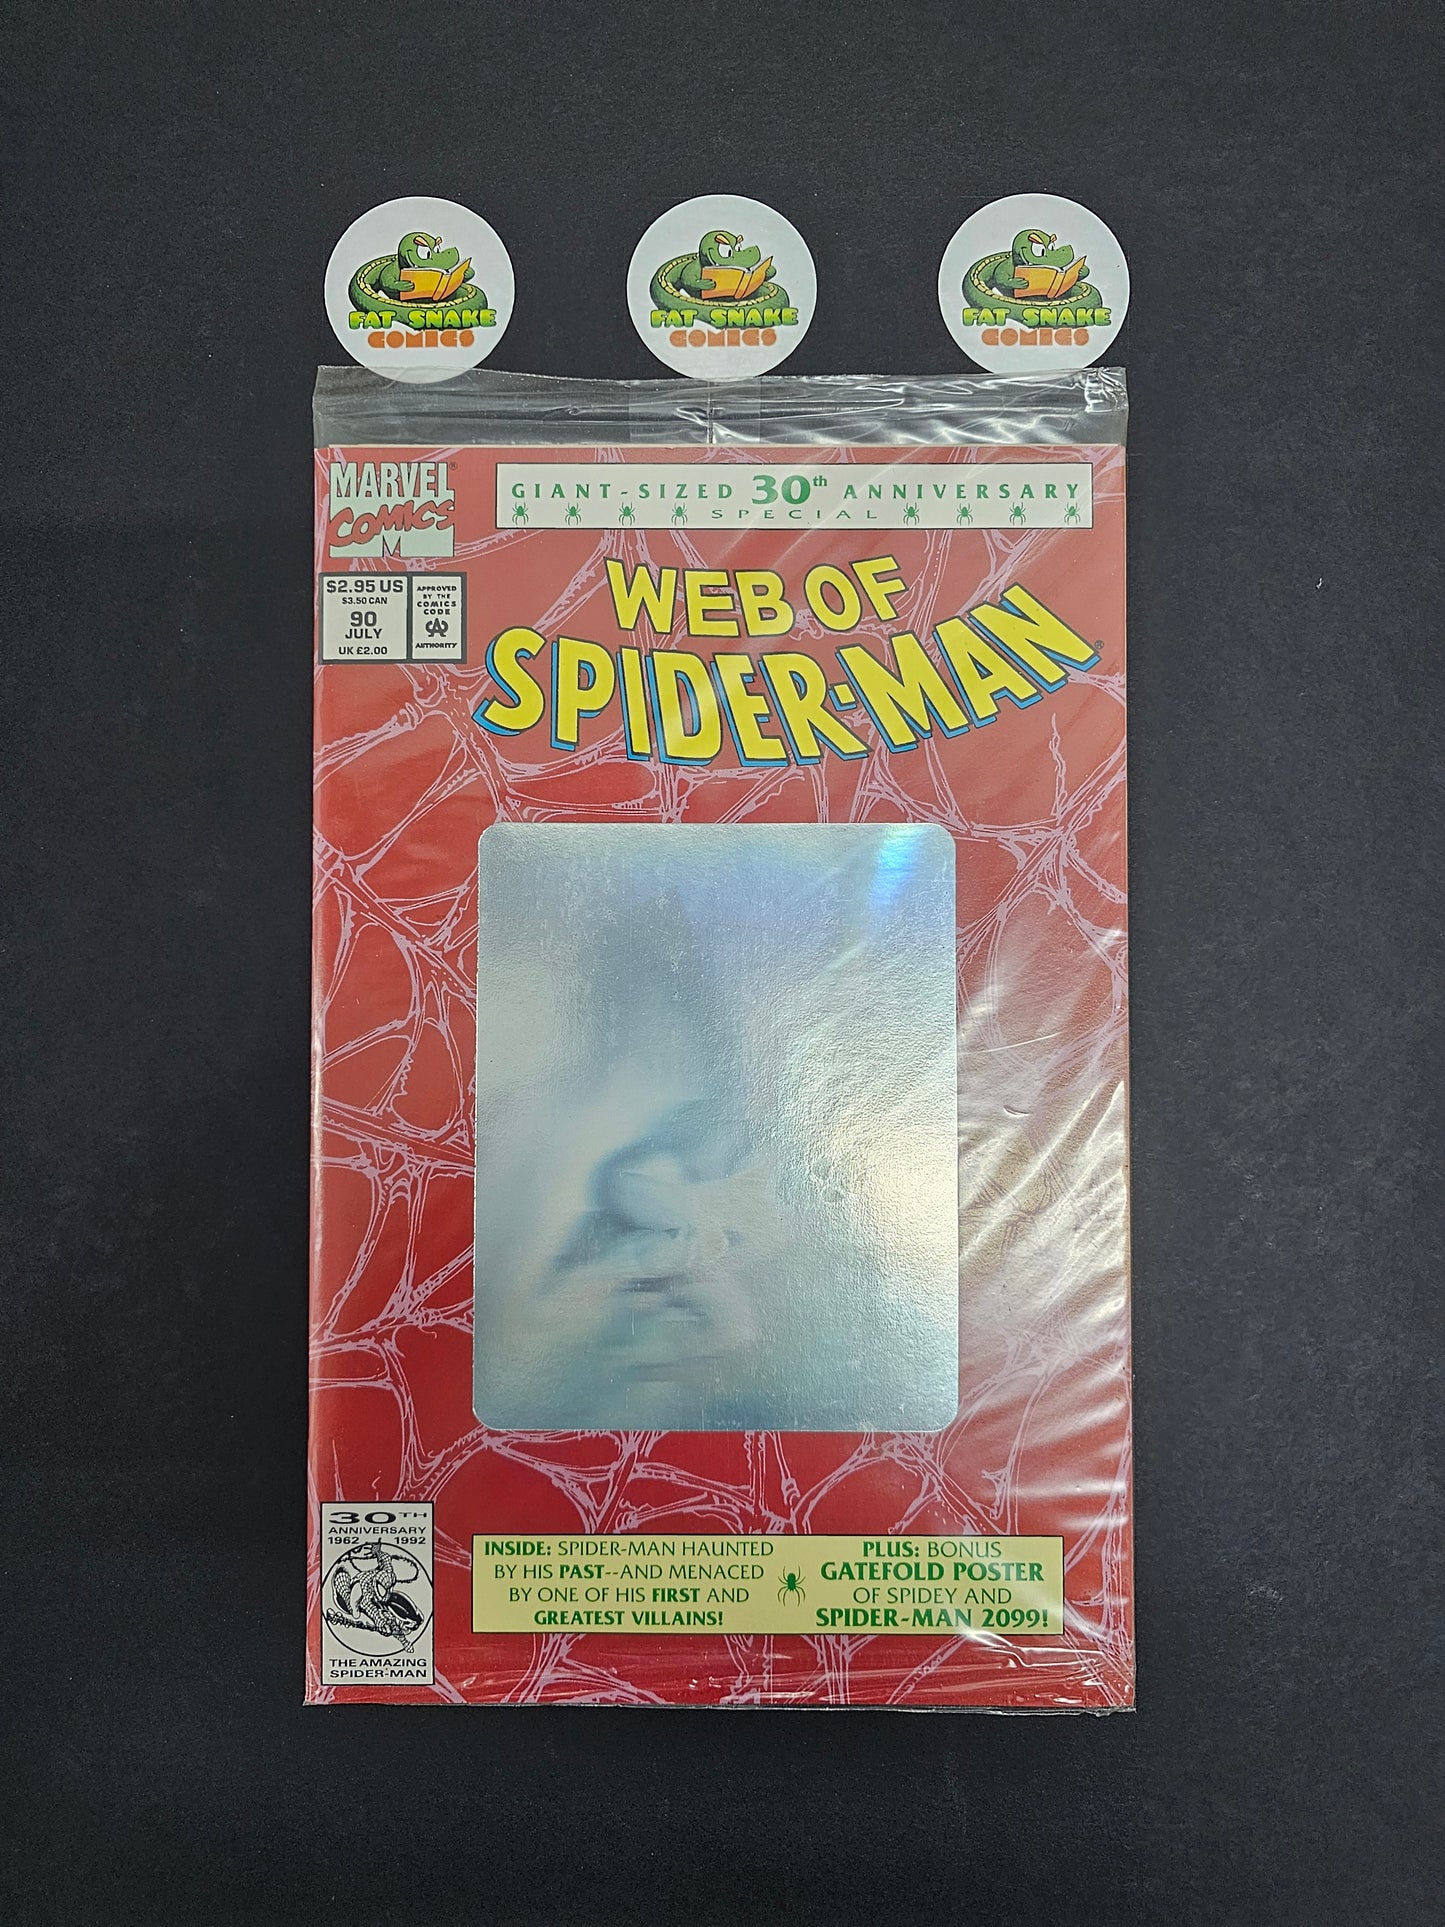 FAT SNAKE
COMICS
FAT SNAKE
COMICS
FAT SNAKE
COMICS
MARVEL®
COMICS
M
GIANT-SIZED 30th ANNIVERSARY
SPECIAL
$2.95 US
$3.50 CAN
90
JULY
UK £2.00
APPROVED
BY THE
COMICS
CODE
CA
AUTHORITY
WEB OF
SPIDER-MAN®
30TH
ANNIVERSARY
1962 1992
THE AMAZING
SPIDER-MAN
INSIDE: SPIDER-MAN HAUNTED
BY HIS PAST--AND MENACED
BY ONE OF HIS FIRST AND
GREATEST VILLAINS!
PLUS: BONUS
GATEFOLD POSTER
OF SPIDEY AND
SPIDER-MAN 2099!